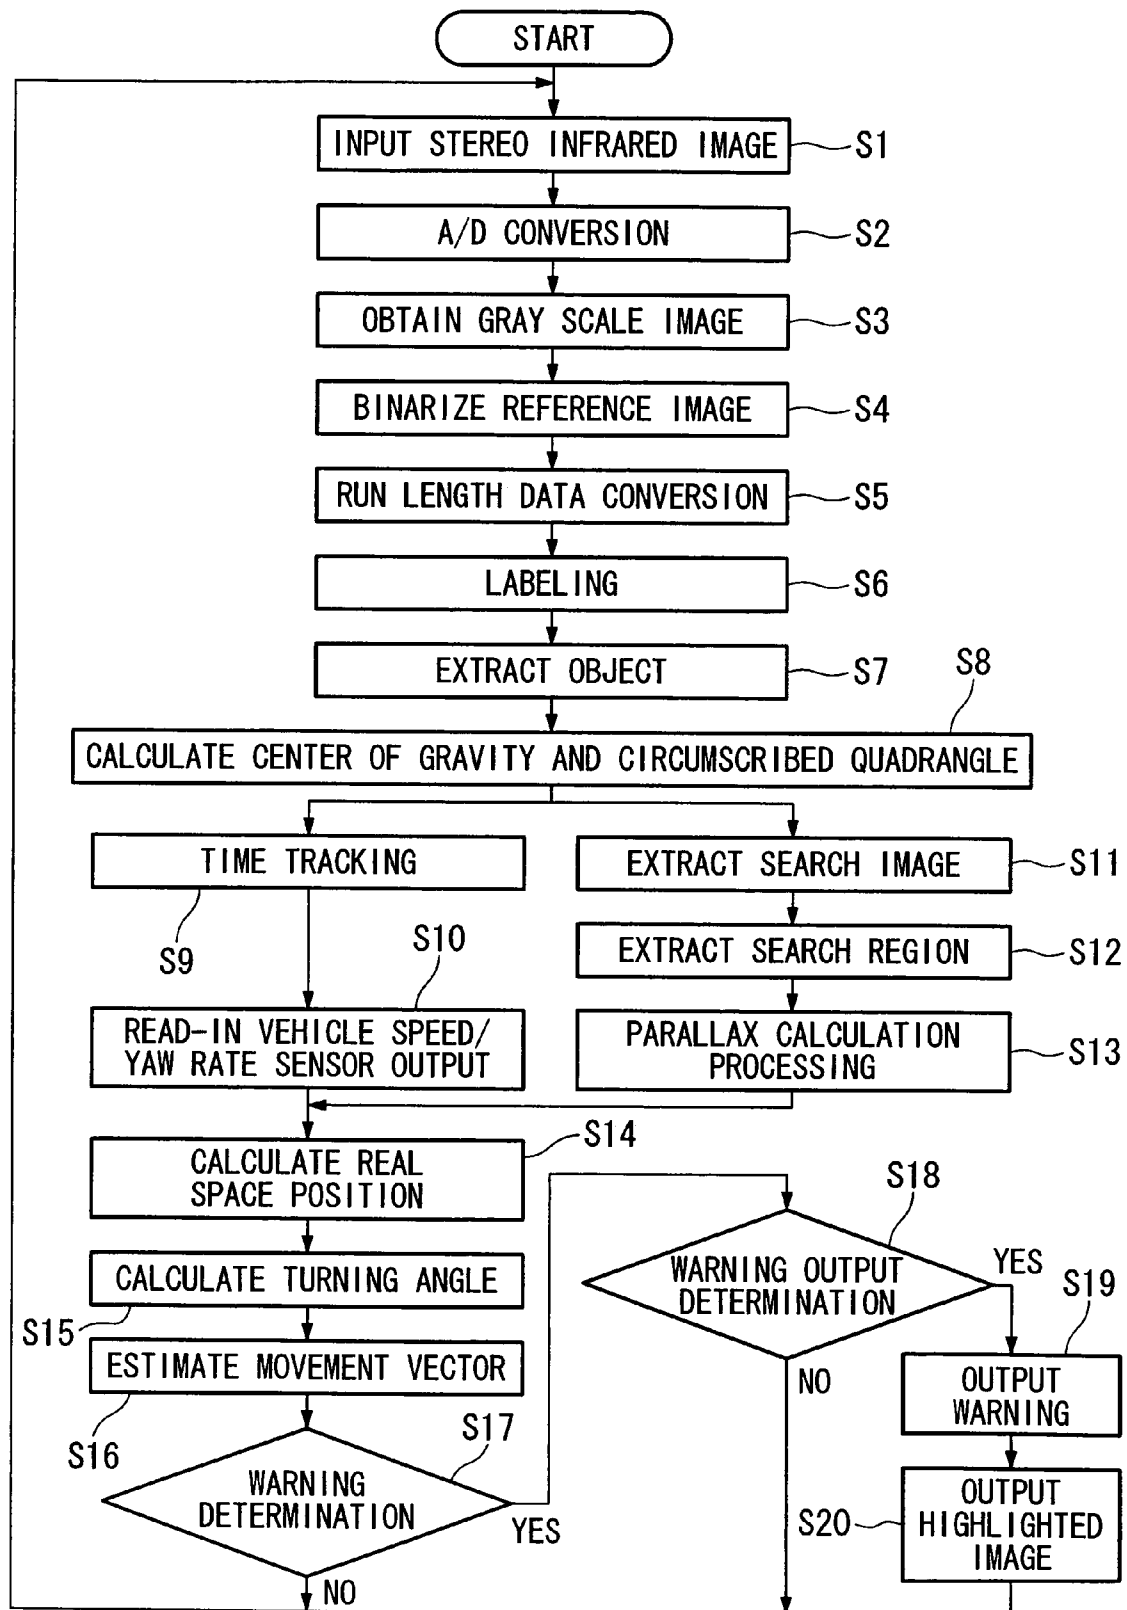 START
INPUT STEREO INFRARED IMAGE
S1
A/D CONVERSION
S2
OBTAIN GRAY SCALE IMAGE
S3
BINARIZE REFERENCE IMAGE
S4
RUN LENGTH DATA CONVERSION
S5
LABELING
S6
EXTRACT OBJECT
S7
S8
CALCULATE CENTER OF GRAVITY AND CIRCUMSCRIBED QUADRANGLE
TIME TRACKING
S9
EXTRACT SEARCH IMAGE
S11
EXTRACT SEARCH REGION
S12
S10
READ-IN VEHICLE SPEED/
YAW RATE SENSOR OUTPUT
PARALLAX CALCULATION
PROCESSING
S13
S14
CALCULATE REAL
SPACE POSITION
CALCULATE TURNING ANGLE
S15
ESTIMATE MOVEMENT VECTOR
S16
S17
WARNING
DETERMINATION
YES
NO
S18
WARNING OUTPUT
DETERMINATION
YES
NO
S19
OUTPUT
WARNING
S20
OUTPUT
HIGHLIGHTED
IMAGE